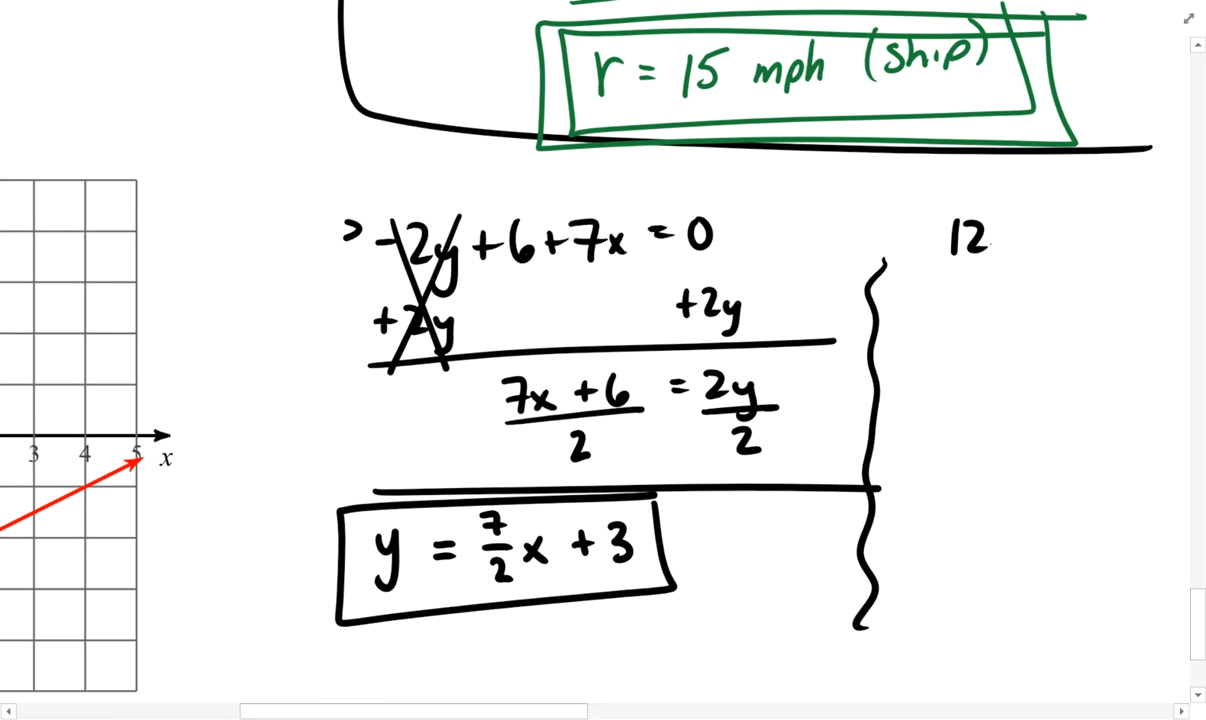 r = 15 mph (ship)
> -2y + 6 + 7x = 0
12
+2y +2y
7x + 6 = 2y
2 2
3 4 5 x
y = 7/2 x + 3